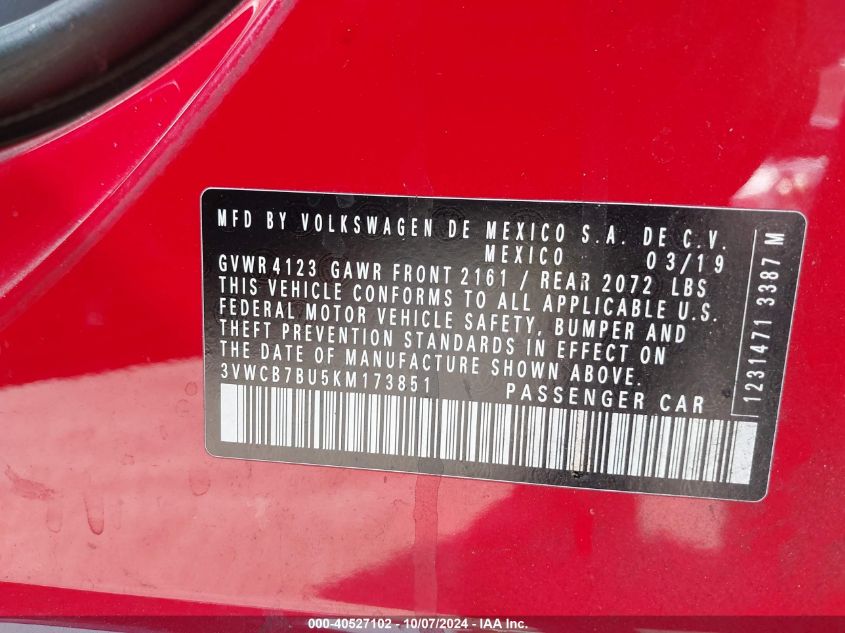 MFD BY VOLKSWAGEN DE MEXICO S.A. DE C.V.
MEXICO 03/19
GVWR 4123 GAWR FRONT 2161 / REAR 2072 LBS
THIS VEHICLE CONFORMS TO ALL APPLICABLE U.S.
FEDERAL MOTOR VEHICLE SAFETY, BUMPER AND
THEFT PREVENTION STANDARDS IN EFFECT ON
THE DATE OF MANUFACTURE SHOWN ABOVE.
3VWCB7BU5KM173851 PASSENGER CAR
1231471 3387 M
000-40527102 - 10/07/2024 - IAA Inc.